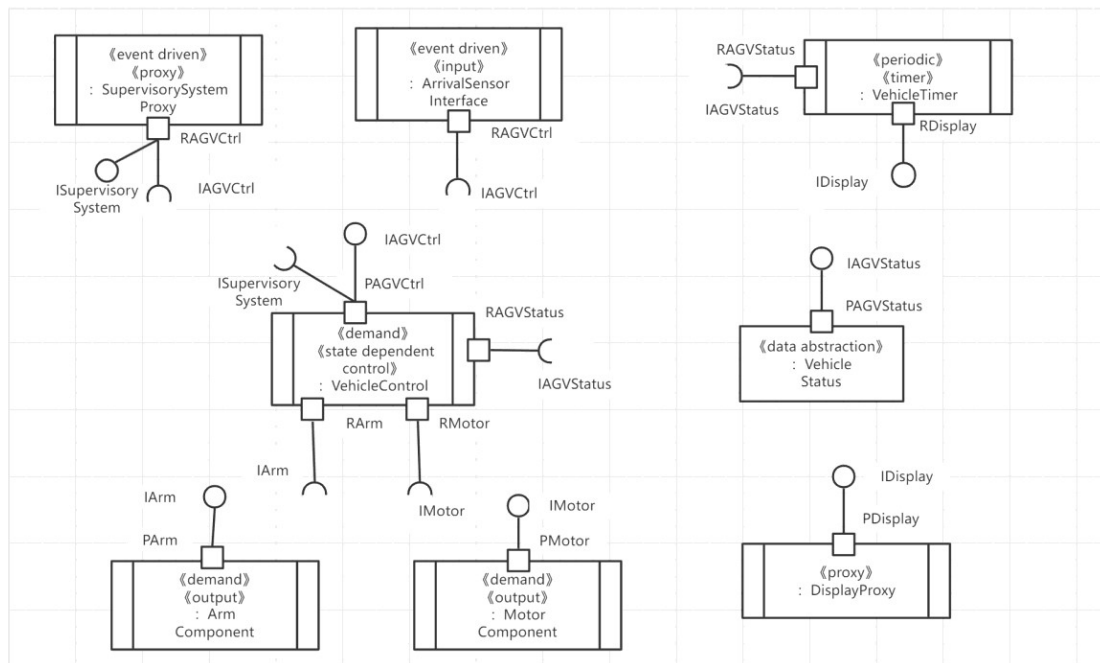 《event driven》
《proxy》
: SupervisorySystem
Proxy
RAGVCtrl
ISupervisory
System
IAGVCtrl
《event driven》
《input》
: ArrivalSensor
Interface
RAGVCtrl
IAGVCtrl
RAGVStatus
IAGVStatus
《periodic》
《timer》
: VehicleTimer
RDisplay
IDisplay
IAGVCtrl
ISupervisory
System
PAGVCtrl
《demand》
《state dependent
control》
: VehicleControl
RAGVStatus
IAGVStatus
RArm
RMotor
IArm
IMotor
IAGVStatus
PAGVStatus
《data abstraction》
: Vehicle
Status
IArm
PArm
《demand》
《output》
: Arm
Component
IMotor
PMotor
《demand》
《output》
: Motor
Component
IDisplay
PDisplay
《proxy》
: DisplayProxy